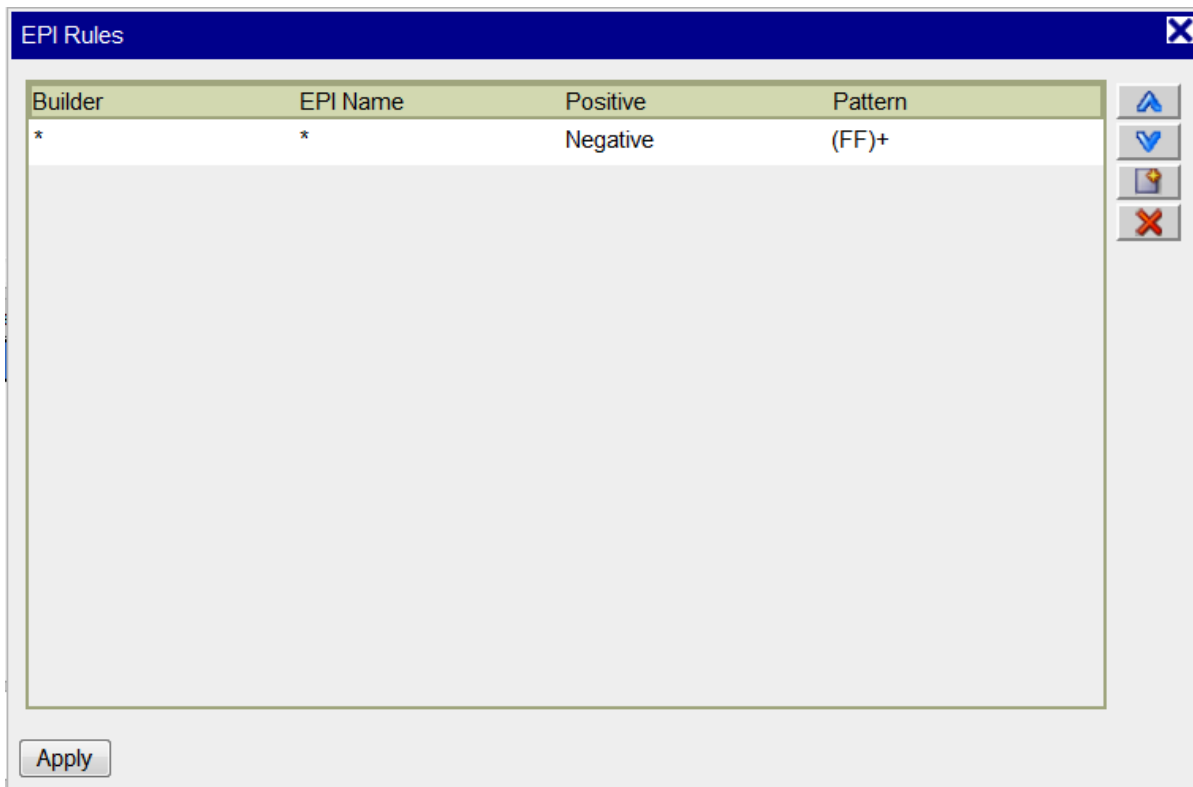 EPI Rules
Builder EPI Name Positive Pattern
* * Negative (FF)+
Apply